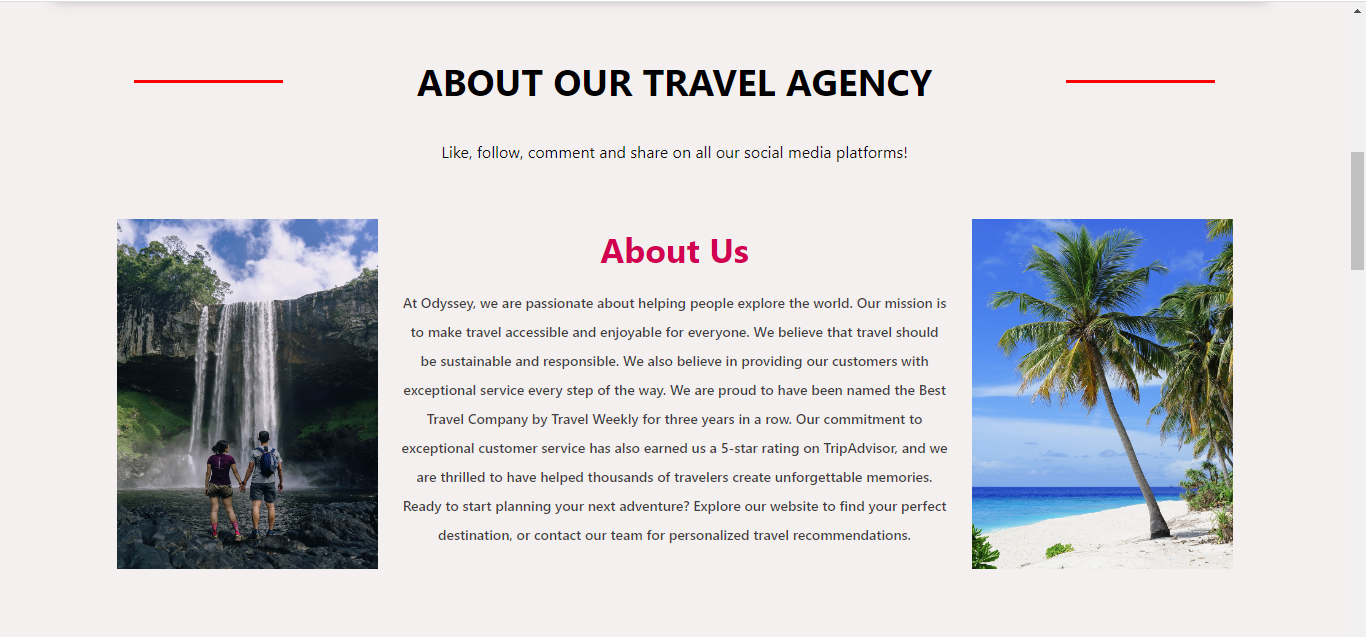 ABOUT OUR TRAVEL AGENCY
Like, follow, comment and share on all our social media platforms!
About Us
At Odyssey, we are passionate about helping people explore the world. Our mission is
to make travel accessible and enjoyable for everyone. We believe that travel should
be sustainable and responsible. We also believe in providing our customers with
exceptional service every step of the way. We are proud to have been named the Best
Travel Company by Travel Weekly for three years in a row. Our commitment to
exceptional customer service has also earned us a 5-star rating on TripAdvisor, and we
are thrilled to have helped thousands of travelers create unforgettable memories.
Ready to start planning your next adventure? Explore our website to find your perfect
destination, or contact our team for personalized travel recommendations.